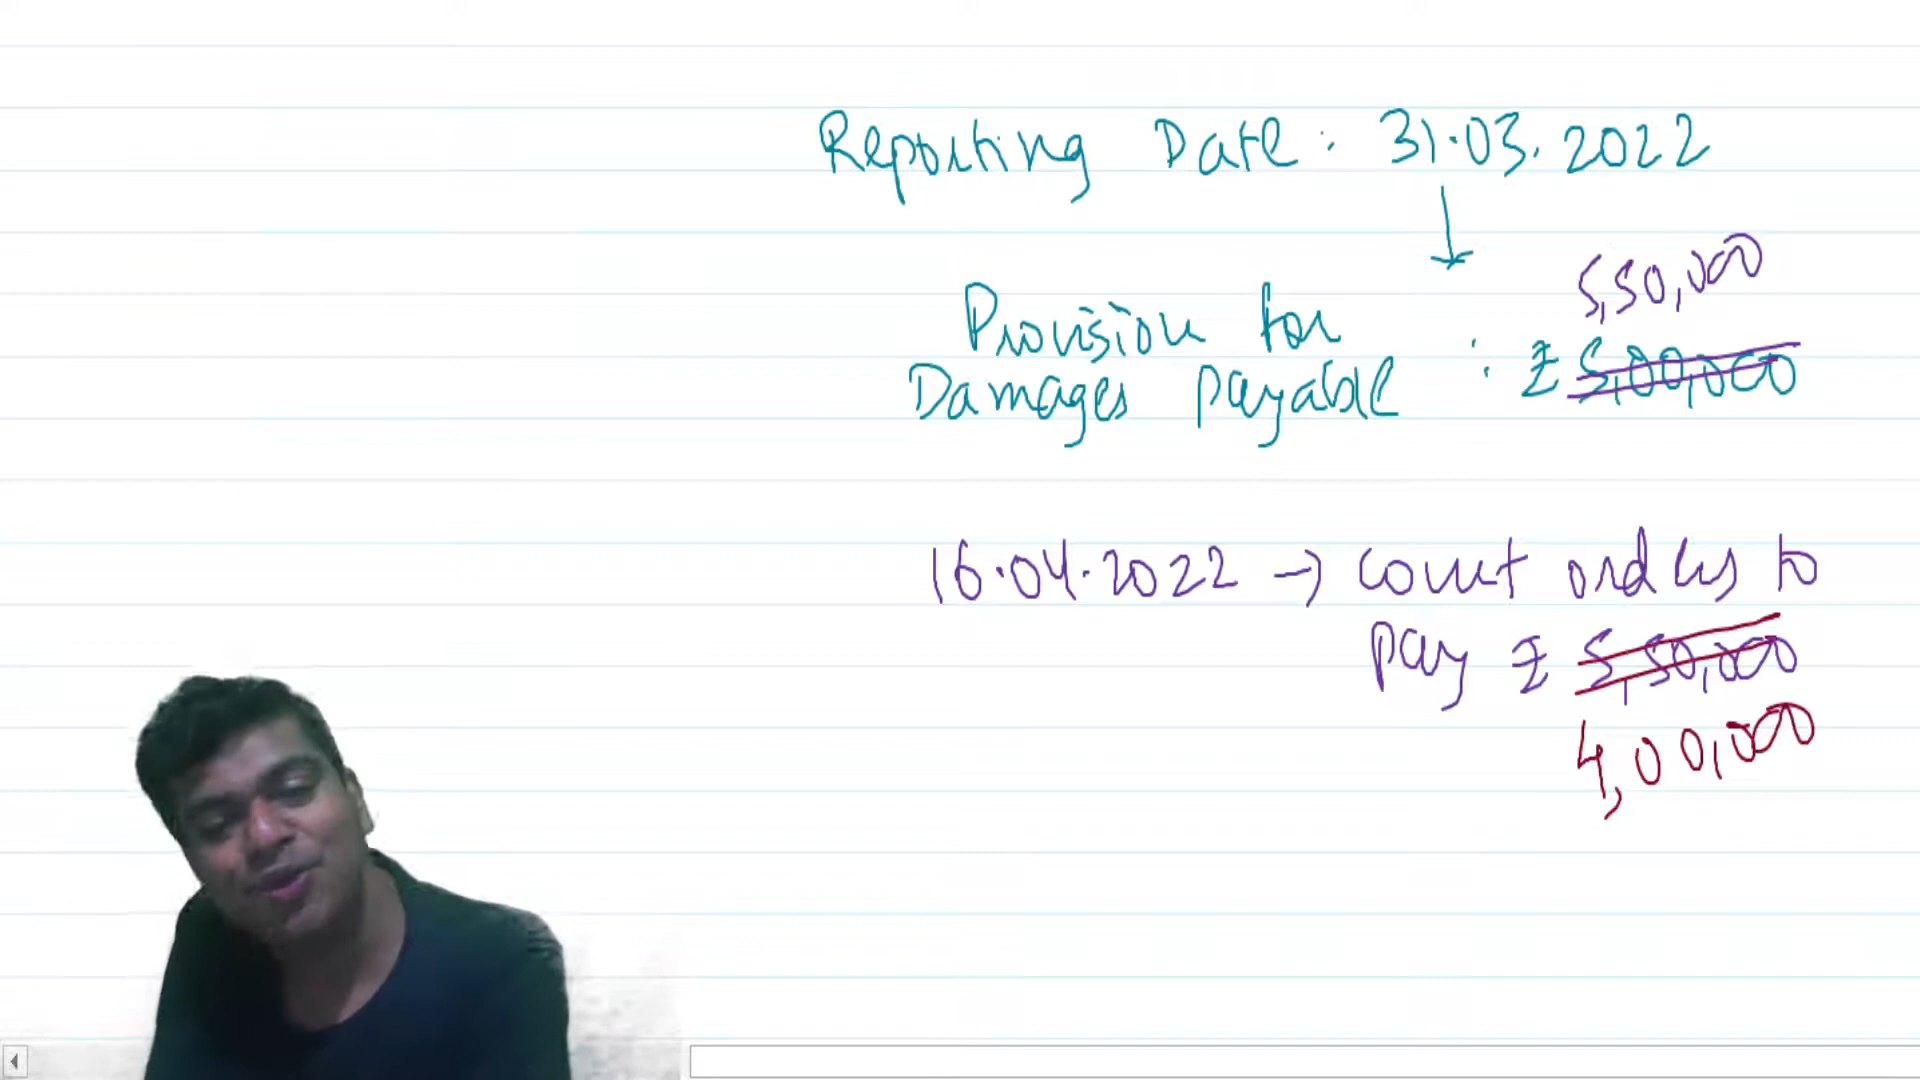 Reporting Date: 31.03.2022
5,50,000
Provision for
Damages payable : ₹ 5,00,000
16.04.2022 → court orders to
pay ₹ 5,50,000
4,00,000